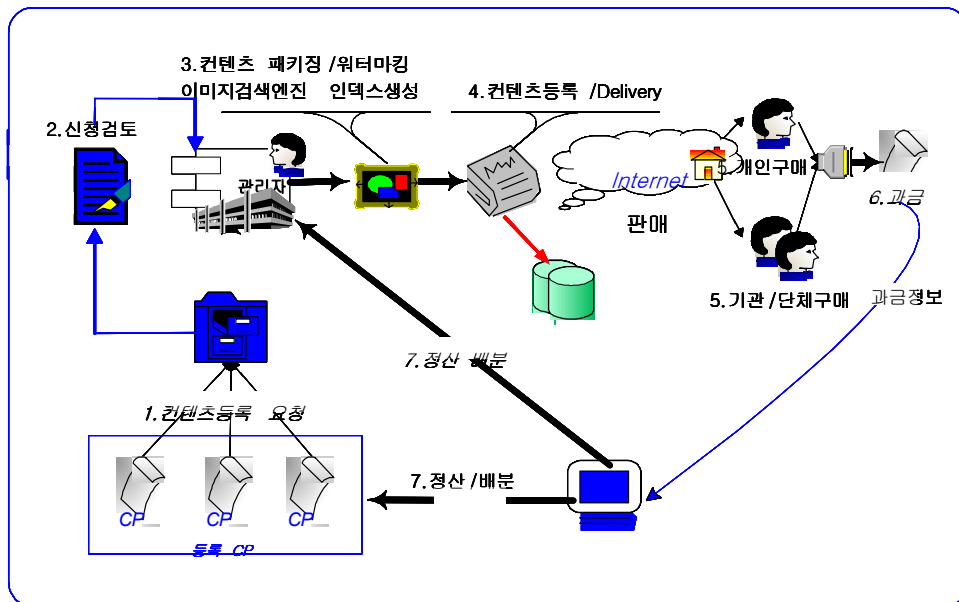 3.컨텐츠 패키징 /워터마킹
이미지검색엔진 인덱스생성
4.컨텐츠등록 /Delivery
2.신청검토
관리자
Internet
판매
5.개인구매
6.과금
5.기관/단체구매
과금정보
7.정산 배분
1.컨텐츠등록 요청
7.정산 /배분
CP
CP
CP
등록 CP